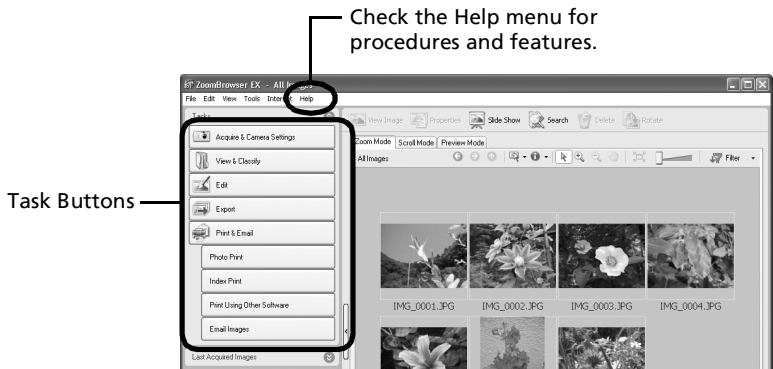 Check the Help menu for
procedures and features.
ZoomBrowser EX - All Images
File Edit View Tools Internet Help
Tasks
View Image Properties Slide Show Search Delete Rotate
Acquire & Camera Settings
Zoom Mode Scroll Mode Preview Mode
All Images
Filter
View & Classify
Edit
Task Buttons
Export
Print & Email
Photo Print
Index Print
Print Using Other Software
IMG_0001.JPG IMG_0002.JPG IMG_0003.JPG IMG_0004.JPG
Email Images
Last Acquired Images